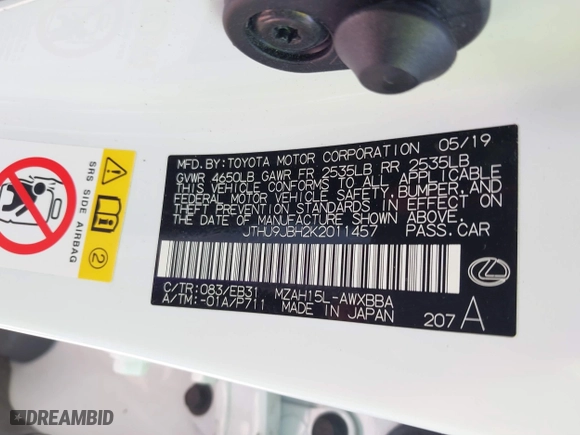 MFD. BY: TOYOTA MOTOR CORPORATION 05/19
GVWR 4650LB GAWR FR 2535LB RR 2535LB
THIS VEHICLE CONFORMS TO ALL APPLICABLE
FEDERAL MOTOR VEHICLE SAFETY, BUMPER, AND
THEFT PREVENTION STANDARDS IN EFFECT ON
THE DATE OF MANUFACTURE SHOWN ABOVE.
JTHU9JBH2K2011457 PASS. CAR
C/TR: 083/EB31 MZAH15L-AWXBBA
A/TM: -01A/P711 MADE IN JAPAN
207 A
SRS SIDE AIRBAG
2
DREAMBID